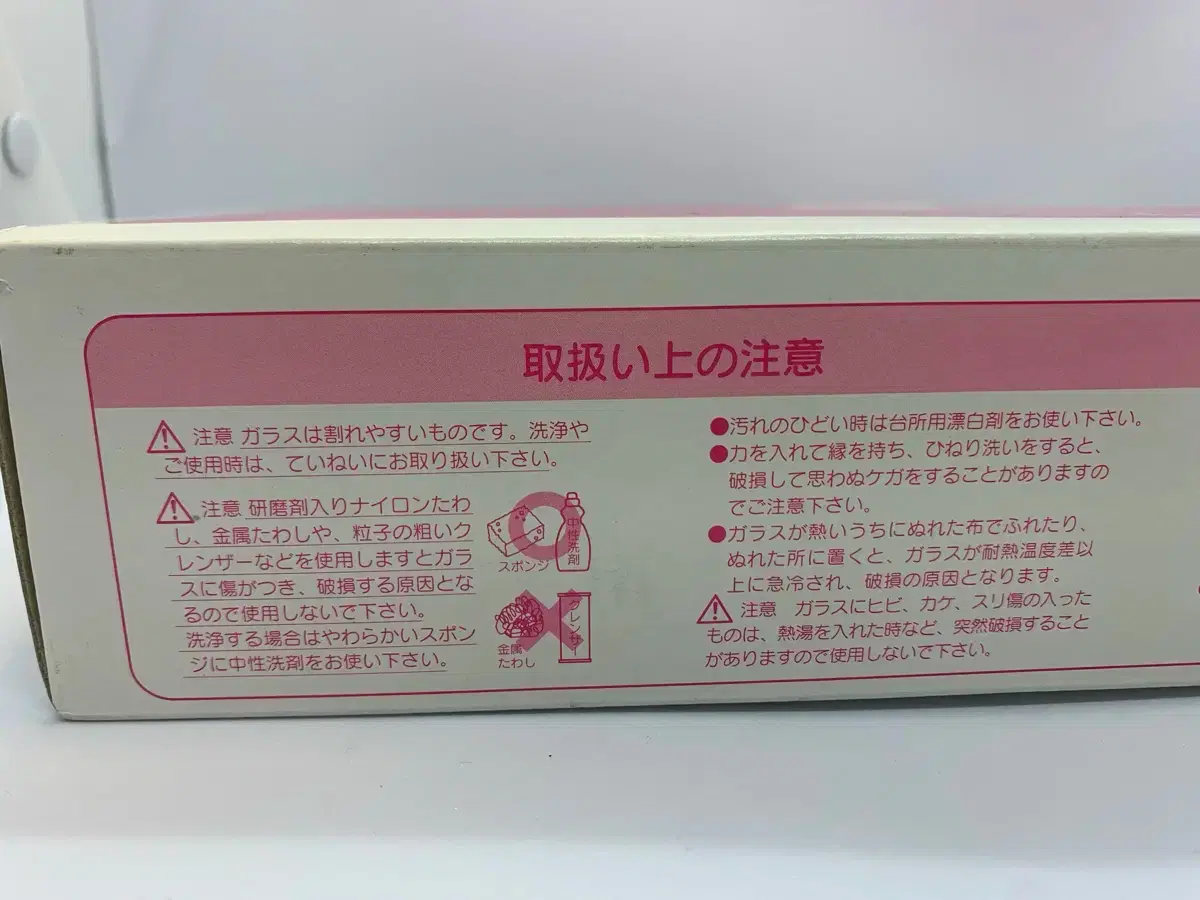 取扱い上の注意
注意 ガラスは割れやすいものです。洗浄や
ご使用時は、ていねいにお取り扱い下さい。
注意 研磨剤入りナイロンたわ
し、金属たわしや、粒子の粗いク
レンザーなどを使用しますとガラ
スに傷がつき、破損する原因とな
るので使用しないで下さい。
洗浄する場合はやわらかいスポン
ジに中性洗剤をお使い下さい。
スポンジ
中性洗剤
金属
たわし
クレンザー
●汚れのひどい時は台所用漂白剤をお使い下さい。
●力を入れて縁を持ち、ひねり洗いをすると、
破損して思わぬケガをすることがありますの
でご注意下さい。
●ガラスが熱いうちにぬれた布でふれたり、
ぬれた所に置くと、ガラスが耐熱温度差以
上に急冷され、破損の原因となります。
注意 ガラスにヒビ、カケ、スリ傷の入った
ものは、熱湯を入れた時など、突然破損すること
がありますので使用しないで下さい。